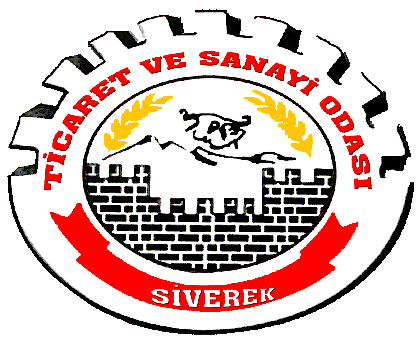 TİCARET VE SANAYİ ODASI
SİVEREK